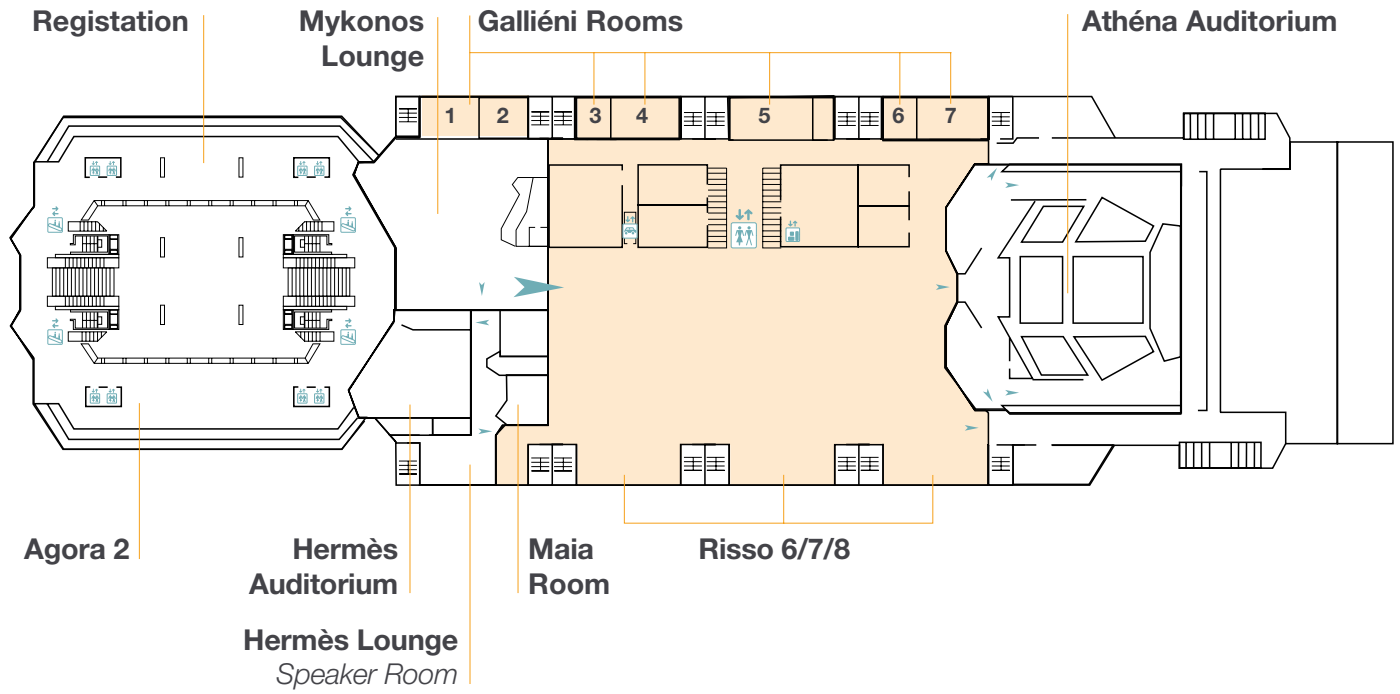 Registation
Mykonos
Lounge
Galliéni Rooms
Athéna Auditorium
1
2
3
4
5
6
7
Agora 2
Hermès
Auditorium
Maia
Room
Risso 6/7/8
Hermès Lounge
Speaker Room